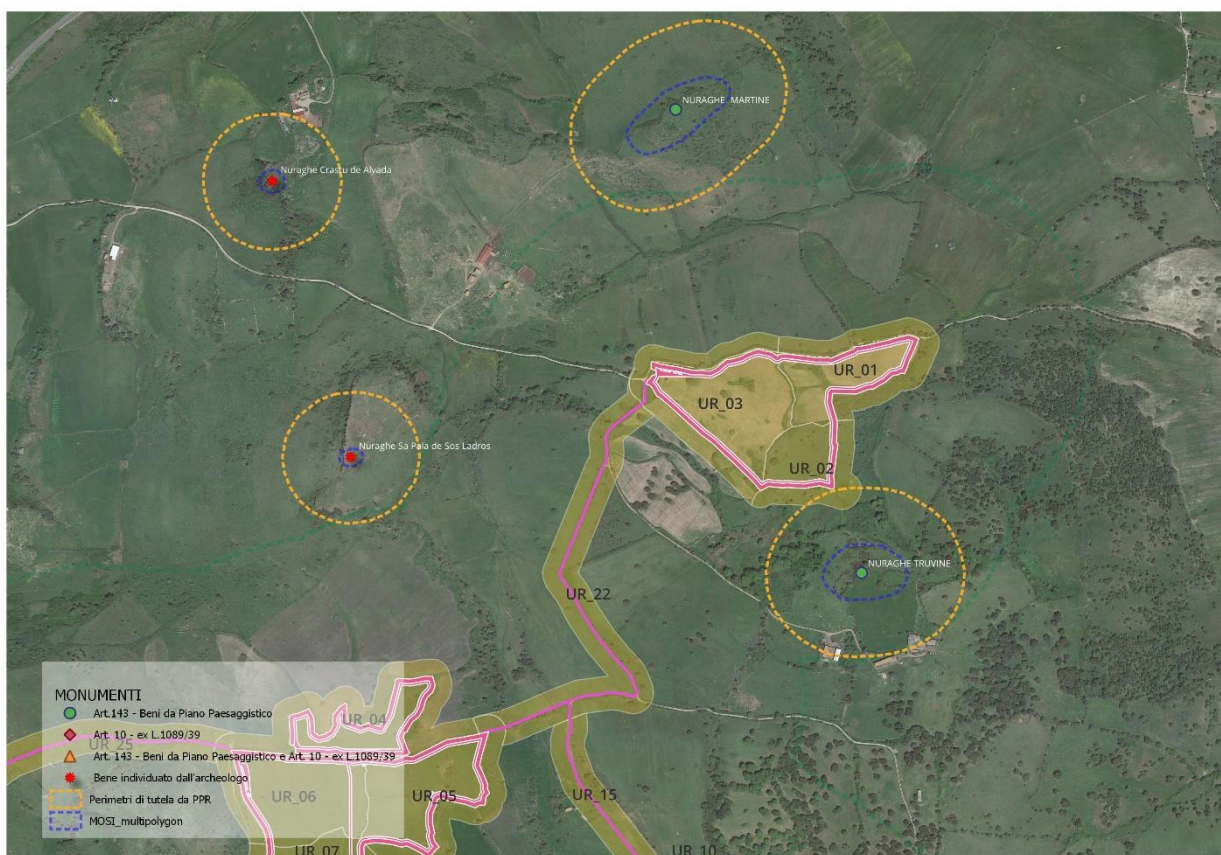 NURAGHE MARTINE
Nuraghe Crastu de Alvada
UR_01
UR_03
Nuraghe Sa Pala de Sos Ladros
UR_02
NURAGHE TRUVINE
UR_22
MONUMENTI
Art.143 - Beni da Piano Paesaggistico
Art. 10 - ex L.1089/39
Art. 143 - Beni da Piano Paesaggistico e Art. 10 - ex L.1089/39
Bene individuato dall'archeologo
Perimetri di tutela da PPR
MOSI_multipolygon
UR_04
UR_25
UR_06
UR_05
UR_15
UR_07
UR_10